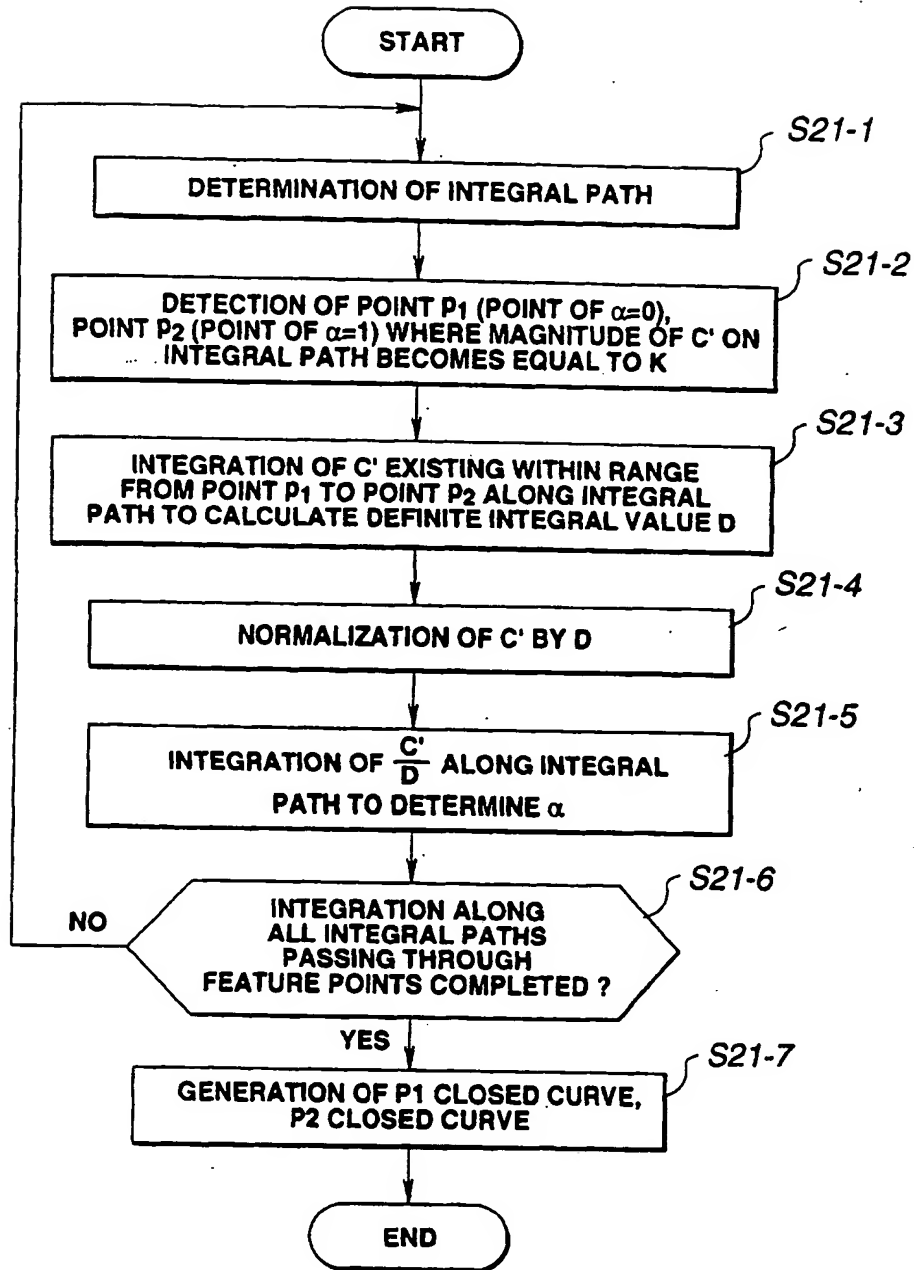 START
S21-1
DETERMINATION OF INTEGRAL PATH
S21-2
DETECTION OF POINT P1 (POINT OF α=0),
POINT P2 (POINT OF α=1) WHERE MAGNITUDE OF C' ON
INTEGRAL PATH BECOMES EQUAL TO K
S21-3
INTEGRATION OF C' EXISTING WITHIN RANGE
FROM POINT P1 TO POINT P2 ALONG INTEGRAL
PATH TO CALCULATE DEFINITE INTEGRAL VALUE D
S21-4
NORMALIZATION OF C' BY D
S21-5
INTEGRATION OF C'/D ALONG INTEGRAL
PATH TO DETERMINE α
S21-6
NO
INTEGRATION ALONG
ALL INTEGRAL PATHS
PASSING THROUGH
FEATURE POINTS COMPLETED ?
YES
S21-7
GENERATION OF P1 CLOSED CURVE,
P2 CLOSED CURVE
END